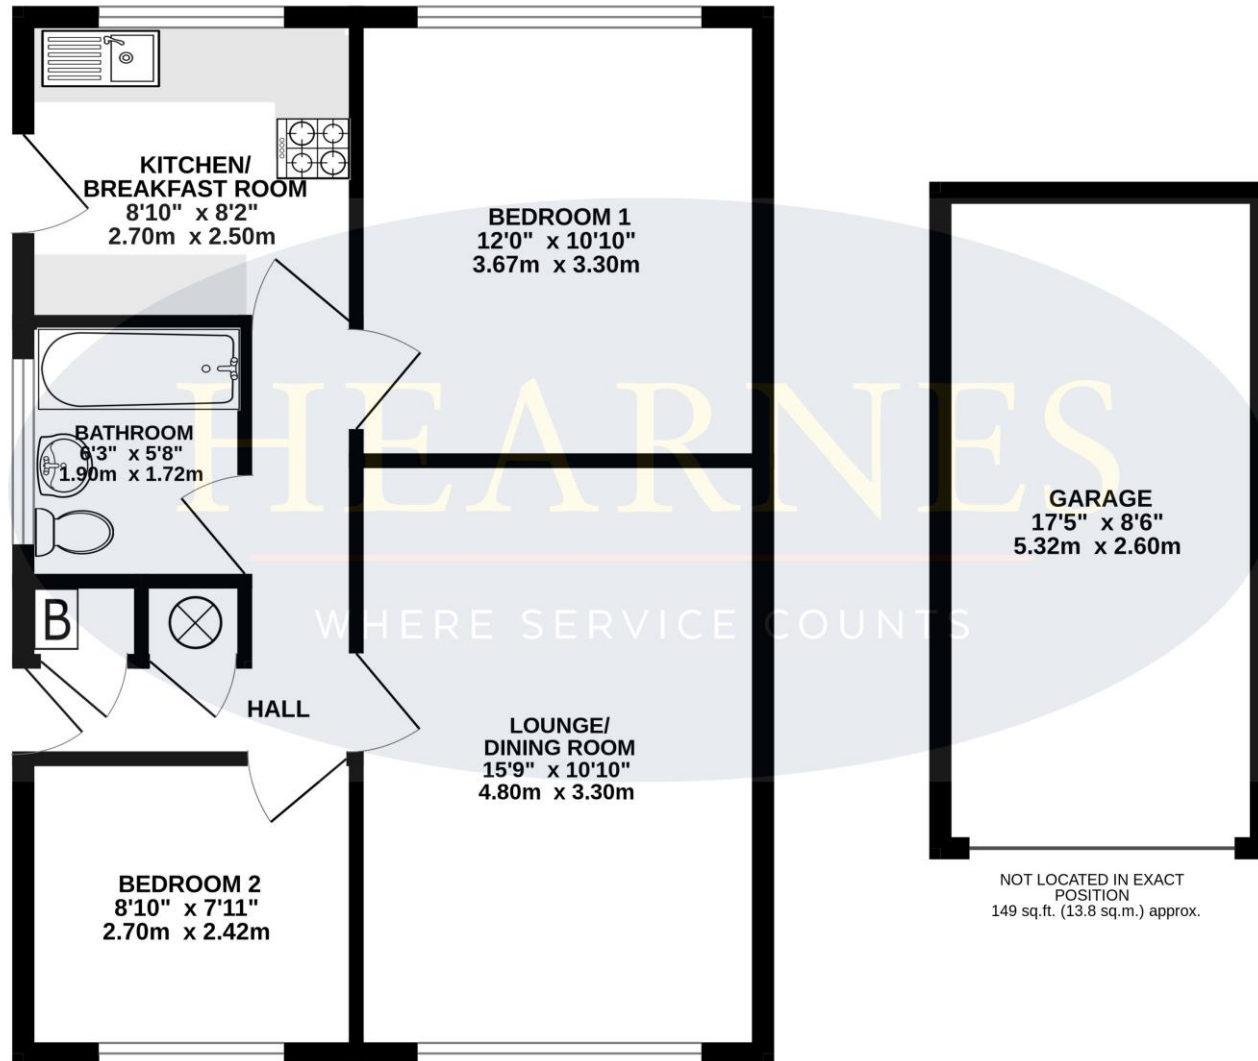 KITCHEN/
BREAKFAST ROOM
8'10" x 8'2"
2.70m x 2.50m
BEDROOM 1
12'0" x 10'10"
3.67m x 3.30m
HEARNES
WHERE SERVICE COUNTS
BATHROOM
6'3" x 5'8"
1.90m x 1.72m
B
HALL
LOUNGE/
DINING ROOM
15'9" x 10'10"
4.80m x 3.30m
BEDROOM 2
8'10" x 7'11"
2.70m x 2.42m
GARAGE
17'5" x 8'6"
5.32m x 2.60m
NOT LOCATED IN EXACT
POSITION
149 sq.ft. (13.8 sq.m.) approx.